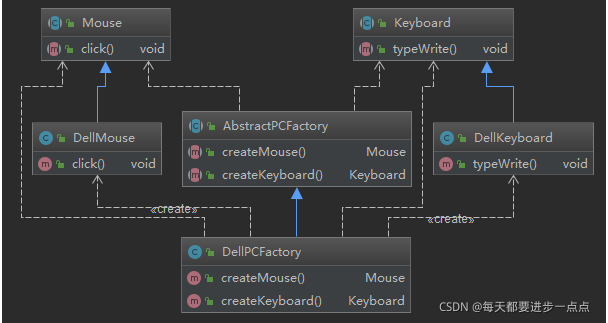 Mouse
click() void
Keyboard
typeWrite() void
DellMouse
click() void
AbstractPCFactory
createMouse() Mouse
createKeyboard() Keyboard
DellKeyboard
typeWrite() void
«create»
«create»
DellPCFactory
createMouse() Mouse
createKeyboard() Keyboard
CSDN @每天都要进步一点点